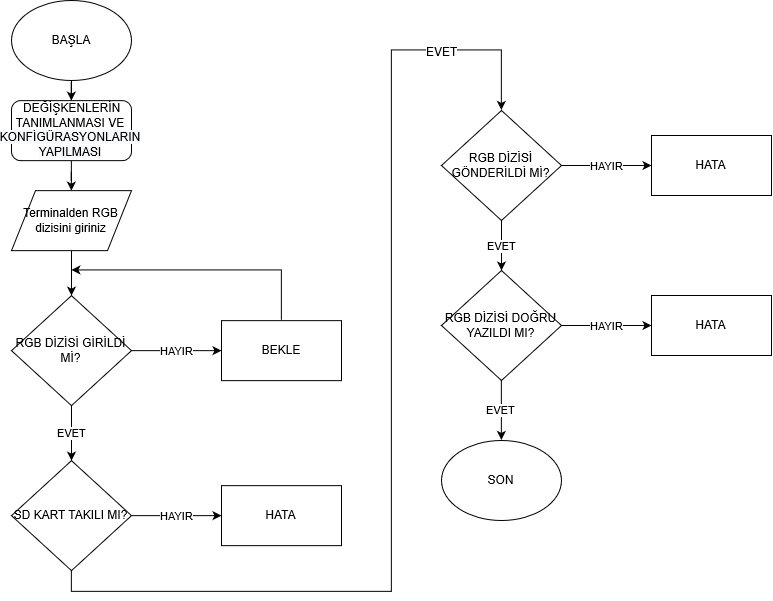 BAŞLA
DEĞİŞKENLERİN
TANIMLANMASI VE
KONFİGÜRASYONLARIN
YAPILMASI
Terminalden RGB
dizisini giriniz
RGB DİZİSİ GİRİLDİ
Mİ?
HAYIR
BEKLE
EVET
SD KART TAKILI MI?
HAYIR
HATA
EVET
RGB DİZİSİ
GÖNDERİLDİ Mİ?
HAYIR
HATA
EVET
RGB DİZİSİ DOĞRU
YAZILDI MI?
HAYIR
HATA
EVET
SON